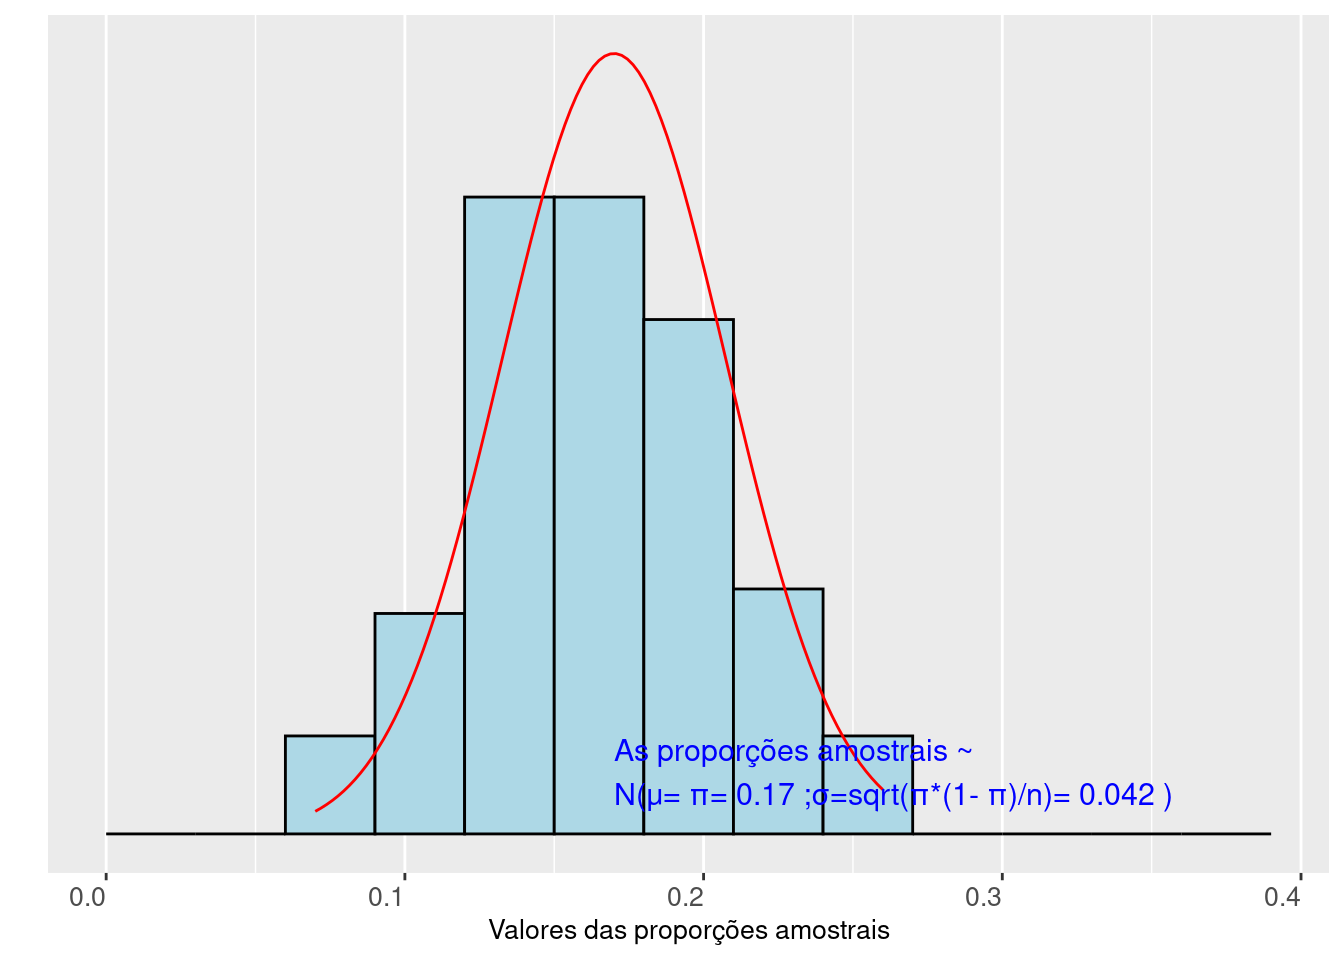 As proporções amostrais ~
N(μ= π= 0.17 ;σ=sqrt(π*(1- π)/n)= 0.042 )
0.0 0.1 0.2 0.3 0.4
Valores das proporções amostrais